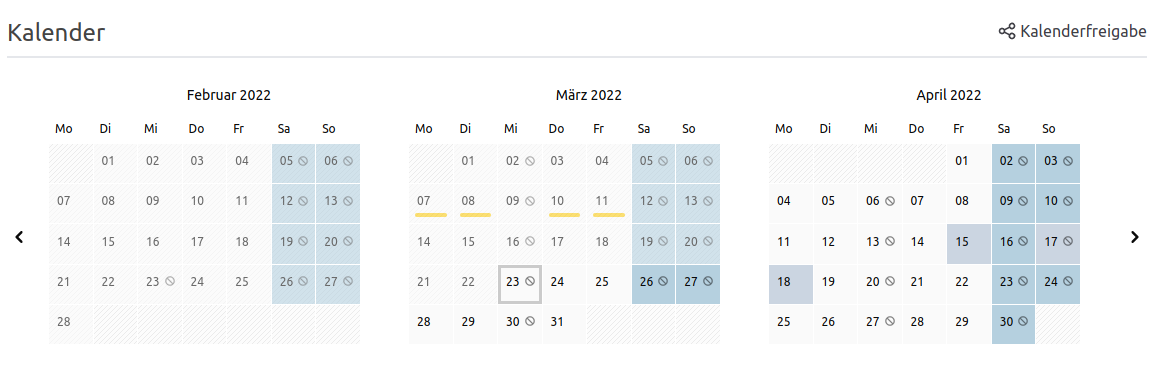 Kalender
Kalenderfreigabe
Februar 2022 März 2022 April 2022
Mo Di Mi Do Fr Sa So Mo Di Mi Do Fr Sa So Mo Di Mi Do Fr Sa So
01 02 03 04 05 06 01 02 03 04 05 06 01 02 03
07 08 09 10 11 12 13 07 08 09 10 11 12 13 04 05 06 07 08 09 10
14 15 16 17 18 19 20 14 15 16 17 18 19 20 11 12 13 14 15 16 17
21 22 23 24 25 26 27 21 22 23 24 25 26 27 18 19 20 21 22 23 24
28 28 29 30 31 25 26 27 28 29 30